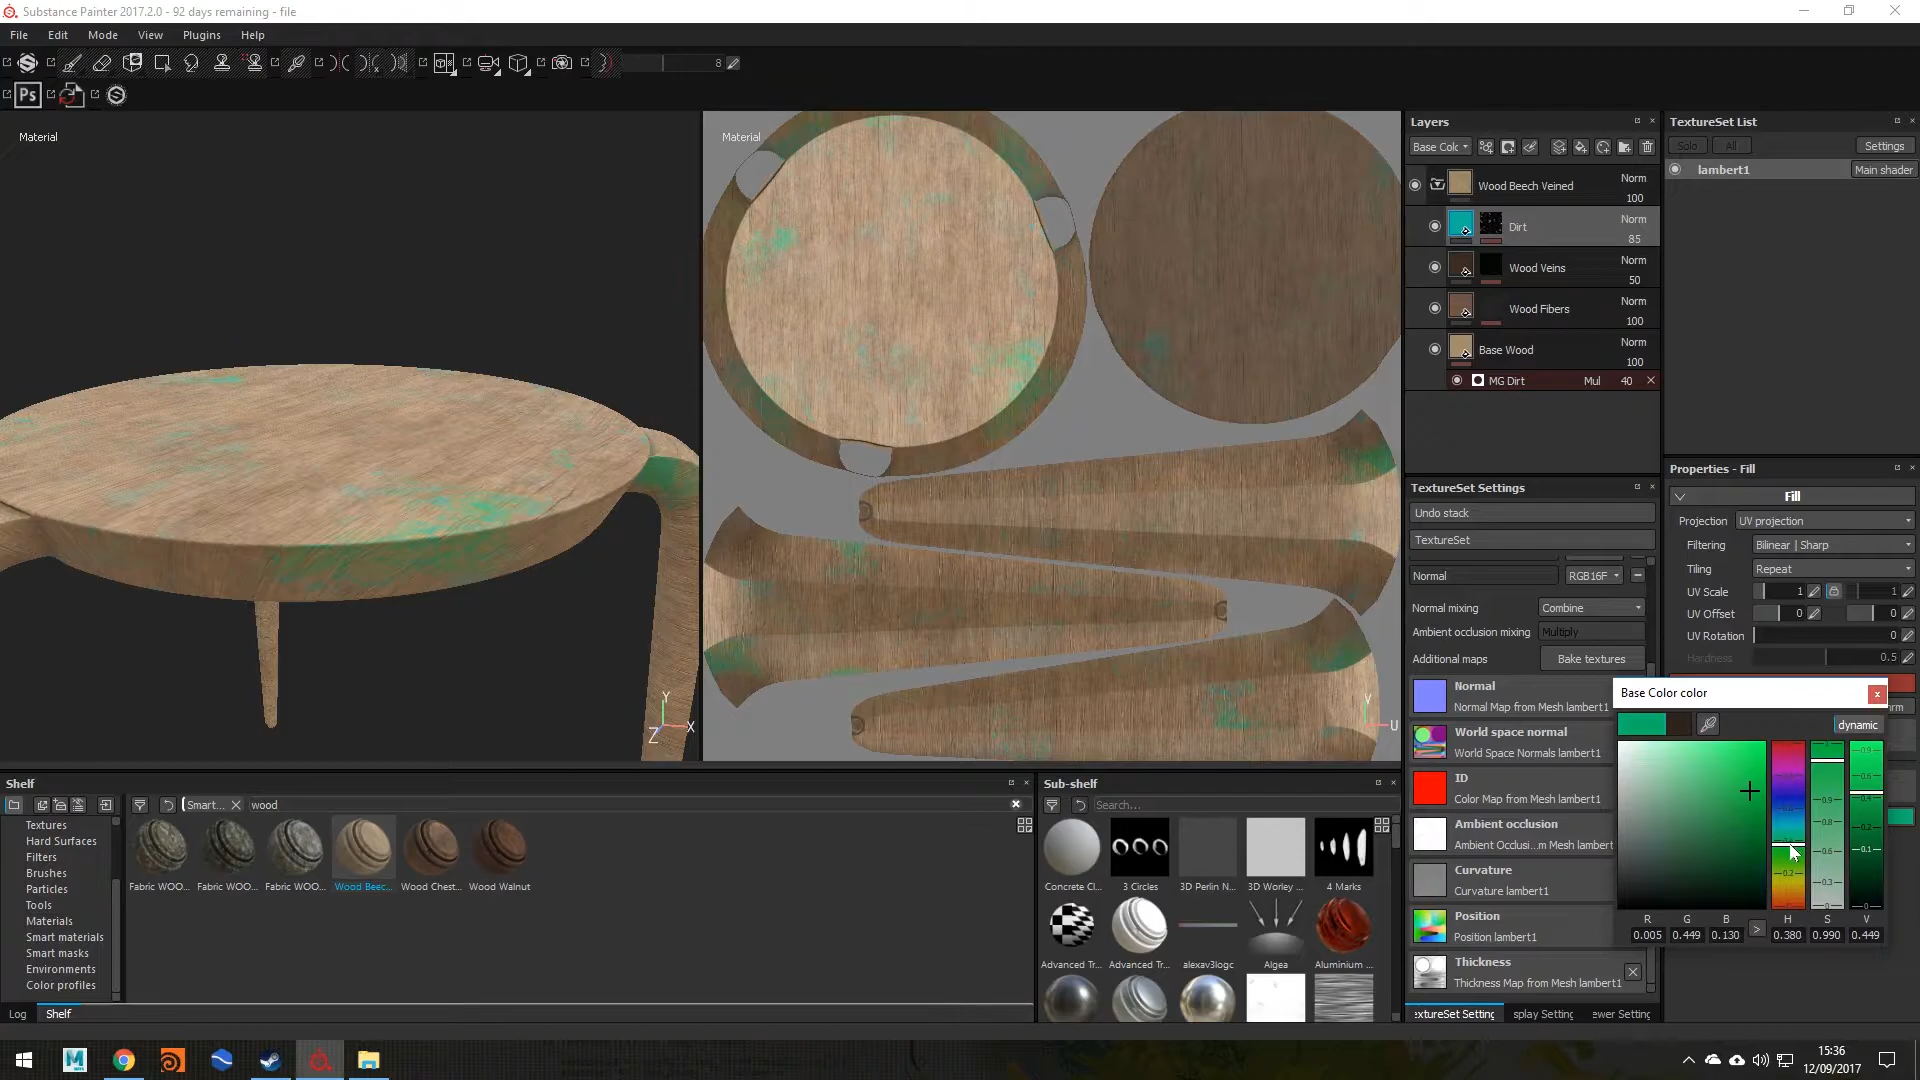 Substance Painter 2017.2.0 - 92 days remaining - file
File Edit Mode View Plugins Help
8
Ps
Material
Material
Layers
Base Colc
Wood Beech Veined Norm 100
Dirt Norm 85
Wood Veins Norm 50
Wood Fibers Norm 100
Base Wood Norm 100
MG Dirt Mul 40
TextureSet List
Solo All Settings
lambert1 Main shader
TextureSet Settings
Undo stack
TextureSet
Normal RGB16F
Normal mixing Combine
Ambient occlusion mixing Multiply
Additional maps Bake textures
Normal
Normal Map from Mesh lambert1
World space normal
World Space Normals lambert1
ID
Color Map from Mesh lambert1
Ambient occlusion
Ambient Occlusi...m Mesh lambert1
Curvature
Curvature lambert1
Position
Position lambert1
Thickness
Thickness Map from Mesh lambert1
extureSet Setting splay Setting ewer Setting
Properties - Fill
Fill
Projection UV projection
Filtering Bilinear | Sharp
Tiling Repeat
UV Scale 1 1
UV Offset 0 0
UV Rotation 0
Hardness 0.5
Base Color color
dynamic
R G B H S V
0.005 0.449 0.130 > 0.380 0.990 0.449
Y X Z
V U
Shelf
Smart... wood
Textures
Hard Surfaces
Filters
Brushes
Particles
Tools
Materials
Smart materials
Smart masks
Environments
Color profiles
Fabric WOO... Fabric WOO... Fabric WOO... Wood Beec... Wood Chest... Wood Walnut
Log Shelf
Sub-shelf
Search...
Concrete Cl... 3 Circles 3D Perlin N... 3D Worley ... 4 Marks
Advanced Tr... Advanced Tr... alexav3logc Algea Aluminium ...
15:36
12/09/2017